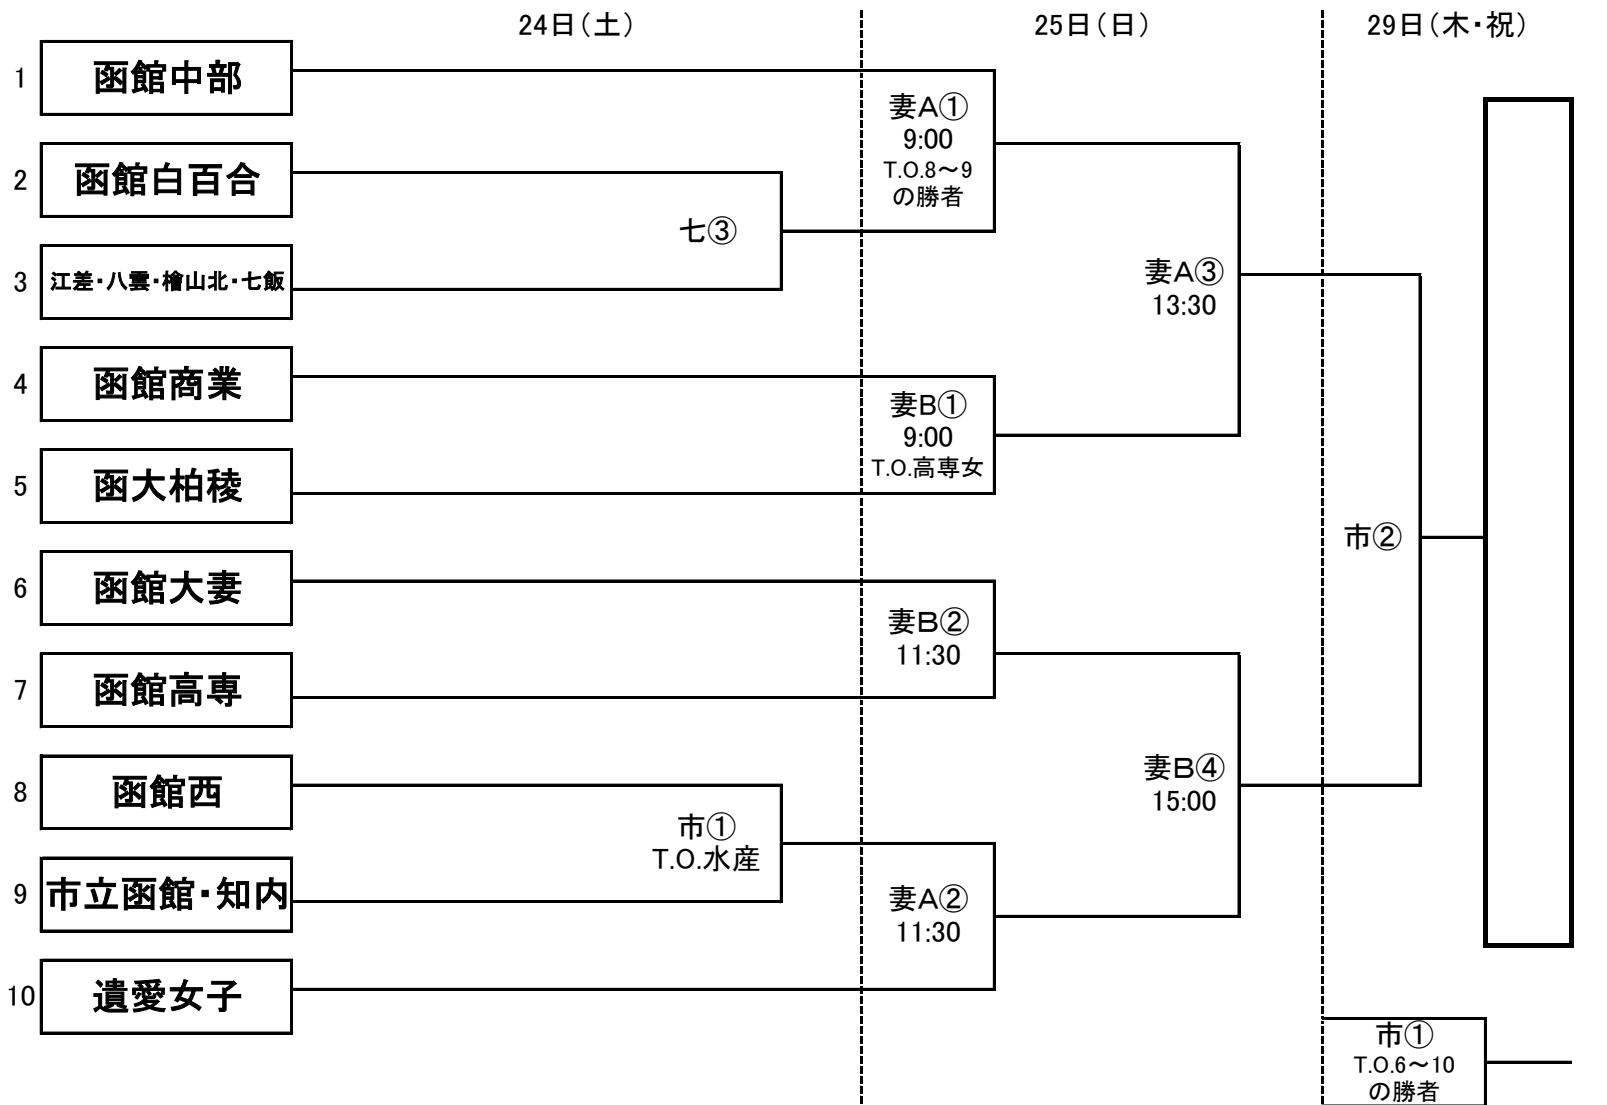 24日（土）
25日（日）
29日（木・祝）
1
函館中部
2
函館白百合
3
江差・八雲・檜山北・七飯
4
函館商業
5
函大柏稜
6
函館大妻
7
函館高専
8
函館西
9
市立函館・知内
10
遺愛女子
七③
市①
T.O.水産
妻A①
9:00
T.O.8～9
の勝者
妻B①
9:00
T.O.高専女
妻B②
11:30
妻A②
11:30
妻A③
13:30
妻B④
15:00
市②
市①
T.O.6～10
の勝者